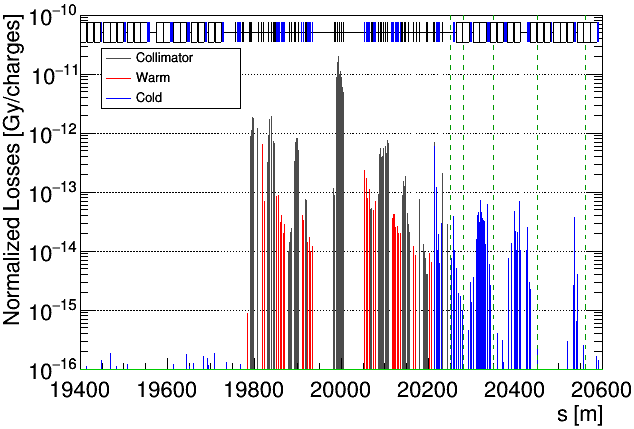 Normalized Losses [Gy/charges]
10⁻¹⁰
10⁻¹¹
10⁻¹²
10⁻¹³
10⁻¹⁴
10⁻¹⁵
10⁻¹⁶
Collimator
Warm
Cold
19400 19600 19800 20000 20200 20400 20600
s [m]